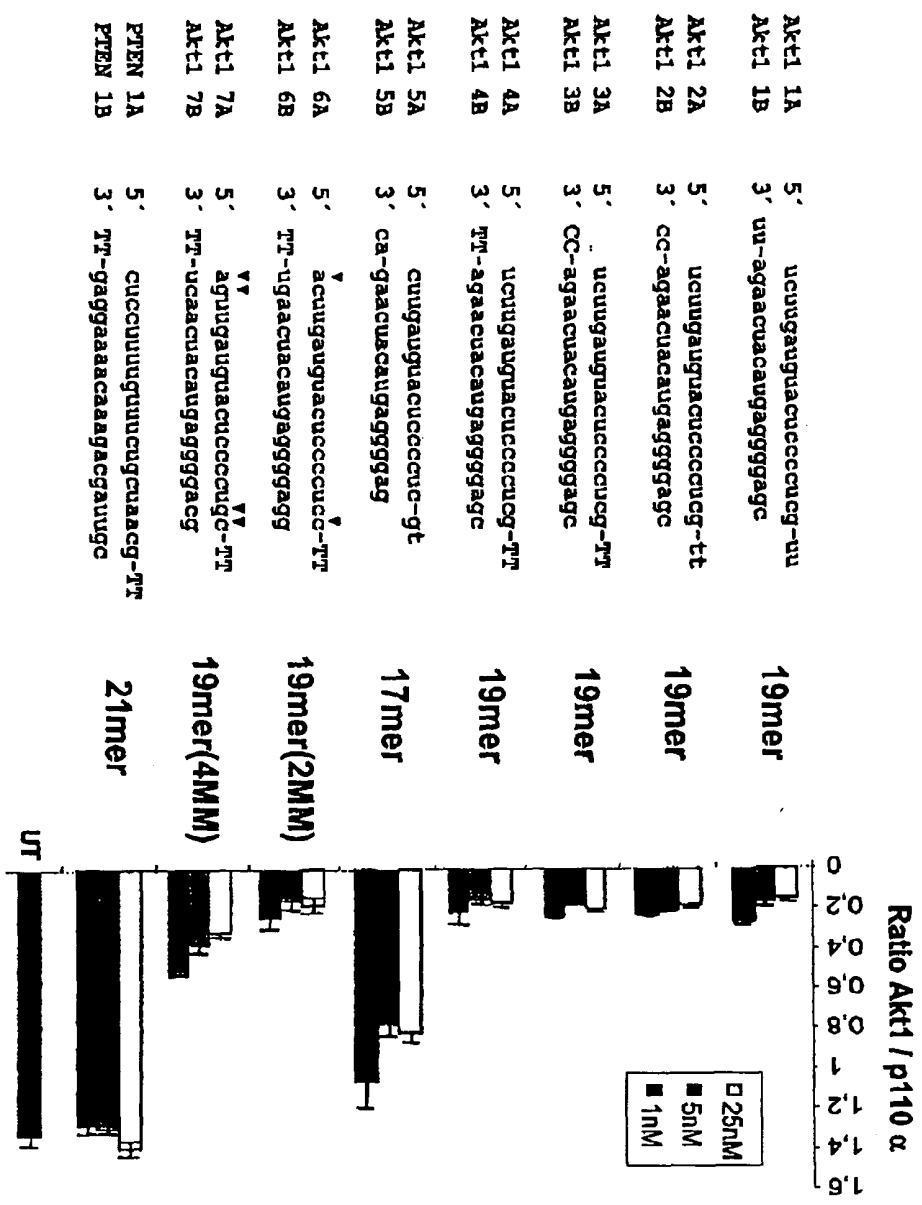 Ratio Akt1 / p110 α
0 0,2 0,4 0,6 0,8 1 1,2 1,4 1,6
Akt1 1A 5´ ucuugauguacuccccucg-uu
Akt1 1B 3´ uu-agaacuacaugaggggagc
19mer
Akt1 2A 5´ ucuugauguacuccccucg-tt
Akt1 2B 3´ cc-agaacuacaugaggggagc
19mer
Akt1 3A 5´ ucuugauguacuccccucg-TT
Akt1 3B 3´ CC-agaacuacaugaggggagc
19mer
Akt1 4A 5´ ucuugauguacuccccucg-TT
Akt1 4B 3´ TT-agaacuacaugaggggagc
19mer
Akt1 5A 5´ cuugauguacuccccuc-gt
Akt1 5B 3´ ca-gaacuacaugaggggag
17mer
Akt1 6A 5´ acuugauguacuccccucc-TT
Akt1 6B 3´ TT-ugaacuacaugaggggagg
19mer(2MM)
Akt1 7A 5´ aguugauguacuccccugc-TT
Akt1 7B 3´ TT-ucaacuacaugaggggacg
19mer(4MM)
PTEN 1A 5´ cuccuuuuguuucugcuaacg-TT
PTEN 1B 3´ TT-gaggaaaacaaagacgauugc
21mer
UT
25nM
5nM
1nM